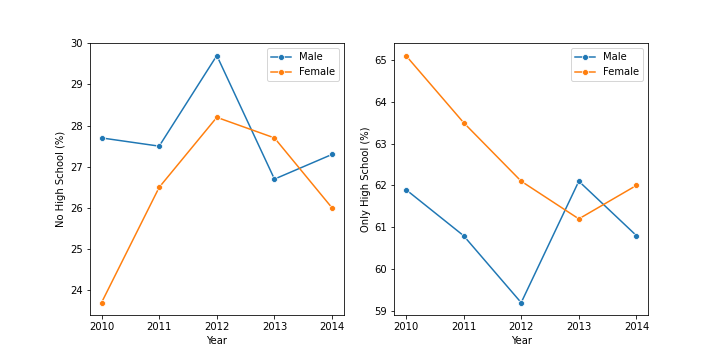 30
29
28
27
26
25
24
No High School (%)
2010 2011 2012 2013 2014
Year
Male
Female
65
64
63
62
61
60
59
Only High School (%)
2010 2011 2012 2013 2014
Year
Male
Female